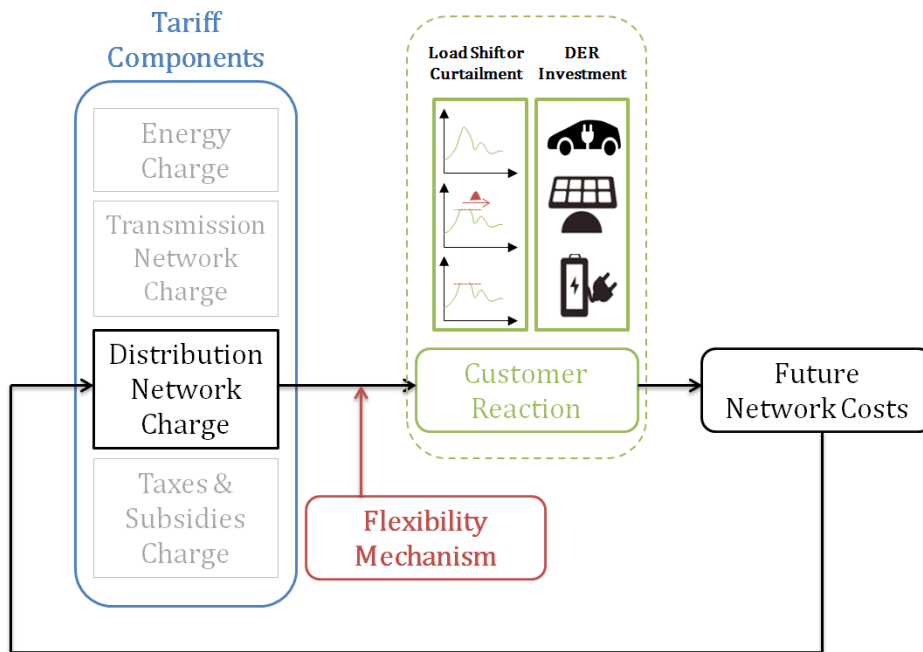 Tariff
Components
Energy
Charge
Transmission
Network
Charge
Distribution
Network
Charge
Taxes &
Subsidies
Charge
Load Shift or
Curtailment
DER
Investment
Customer
Reaction
Flexibility
Mechanism
Future
Network Costs